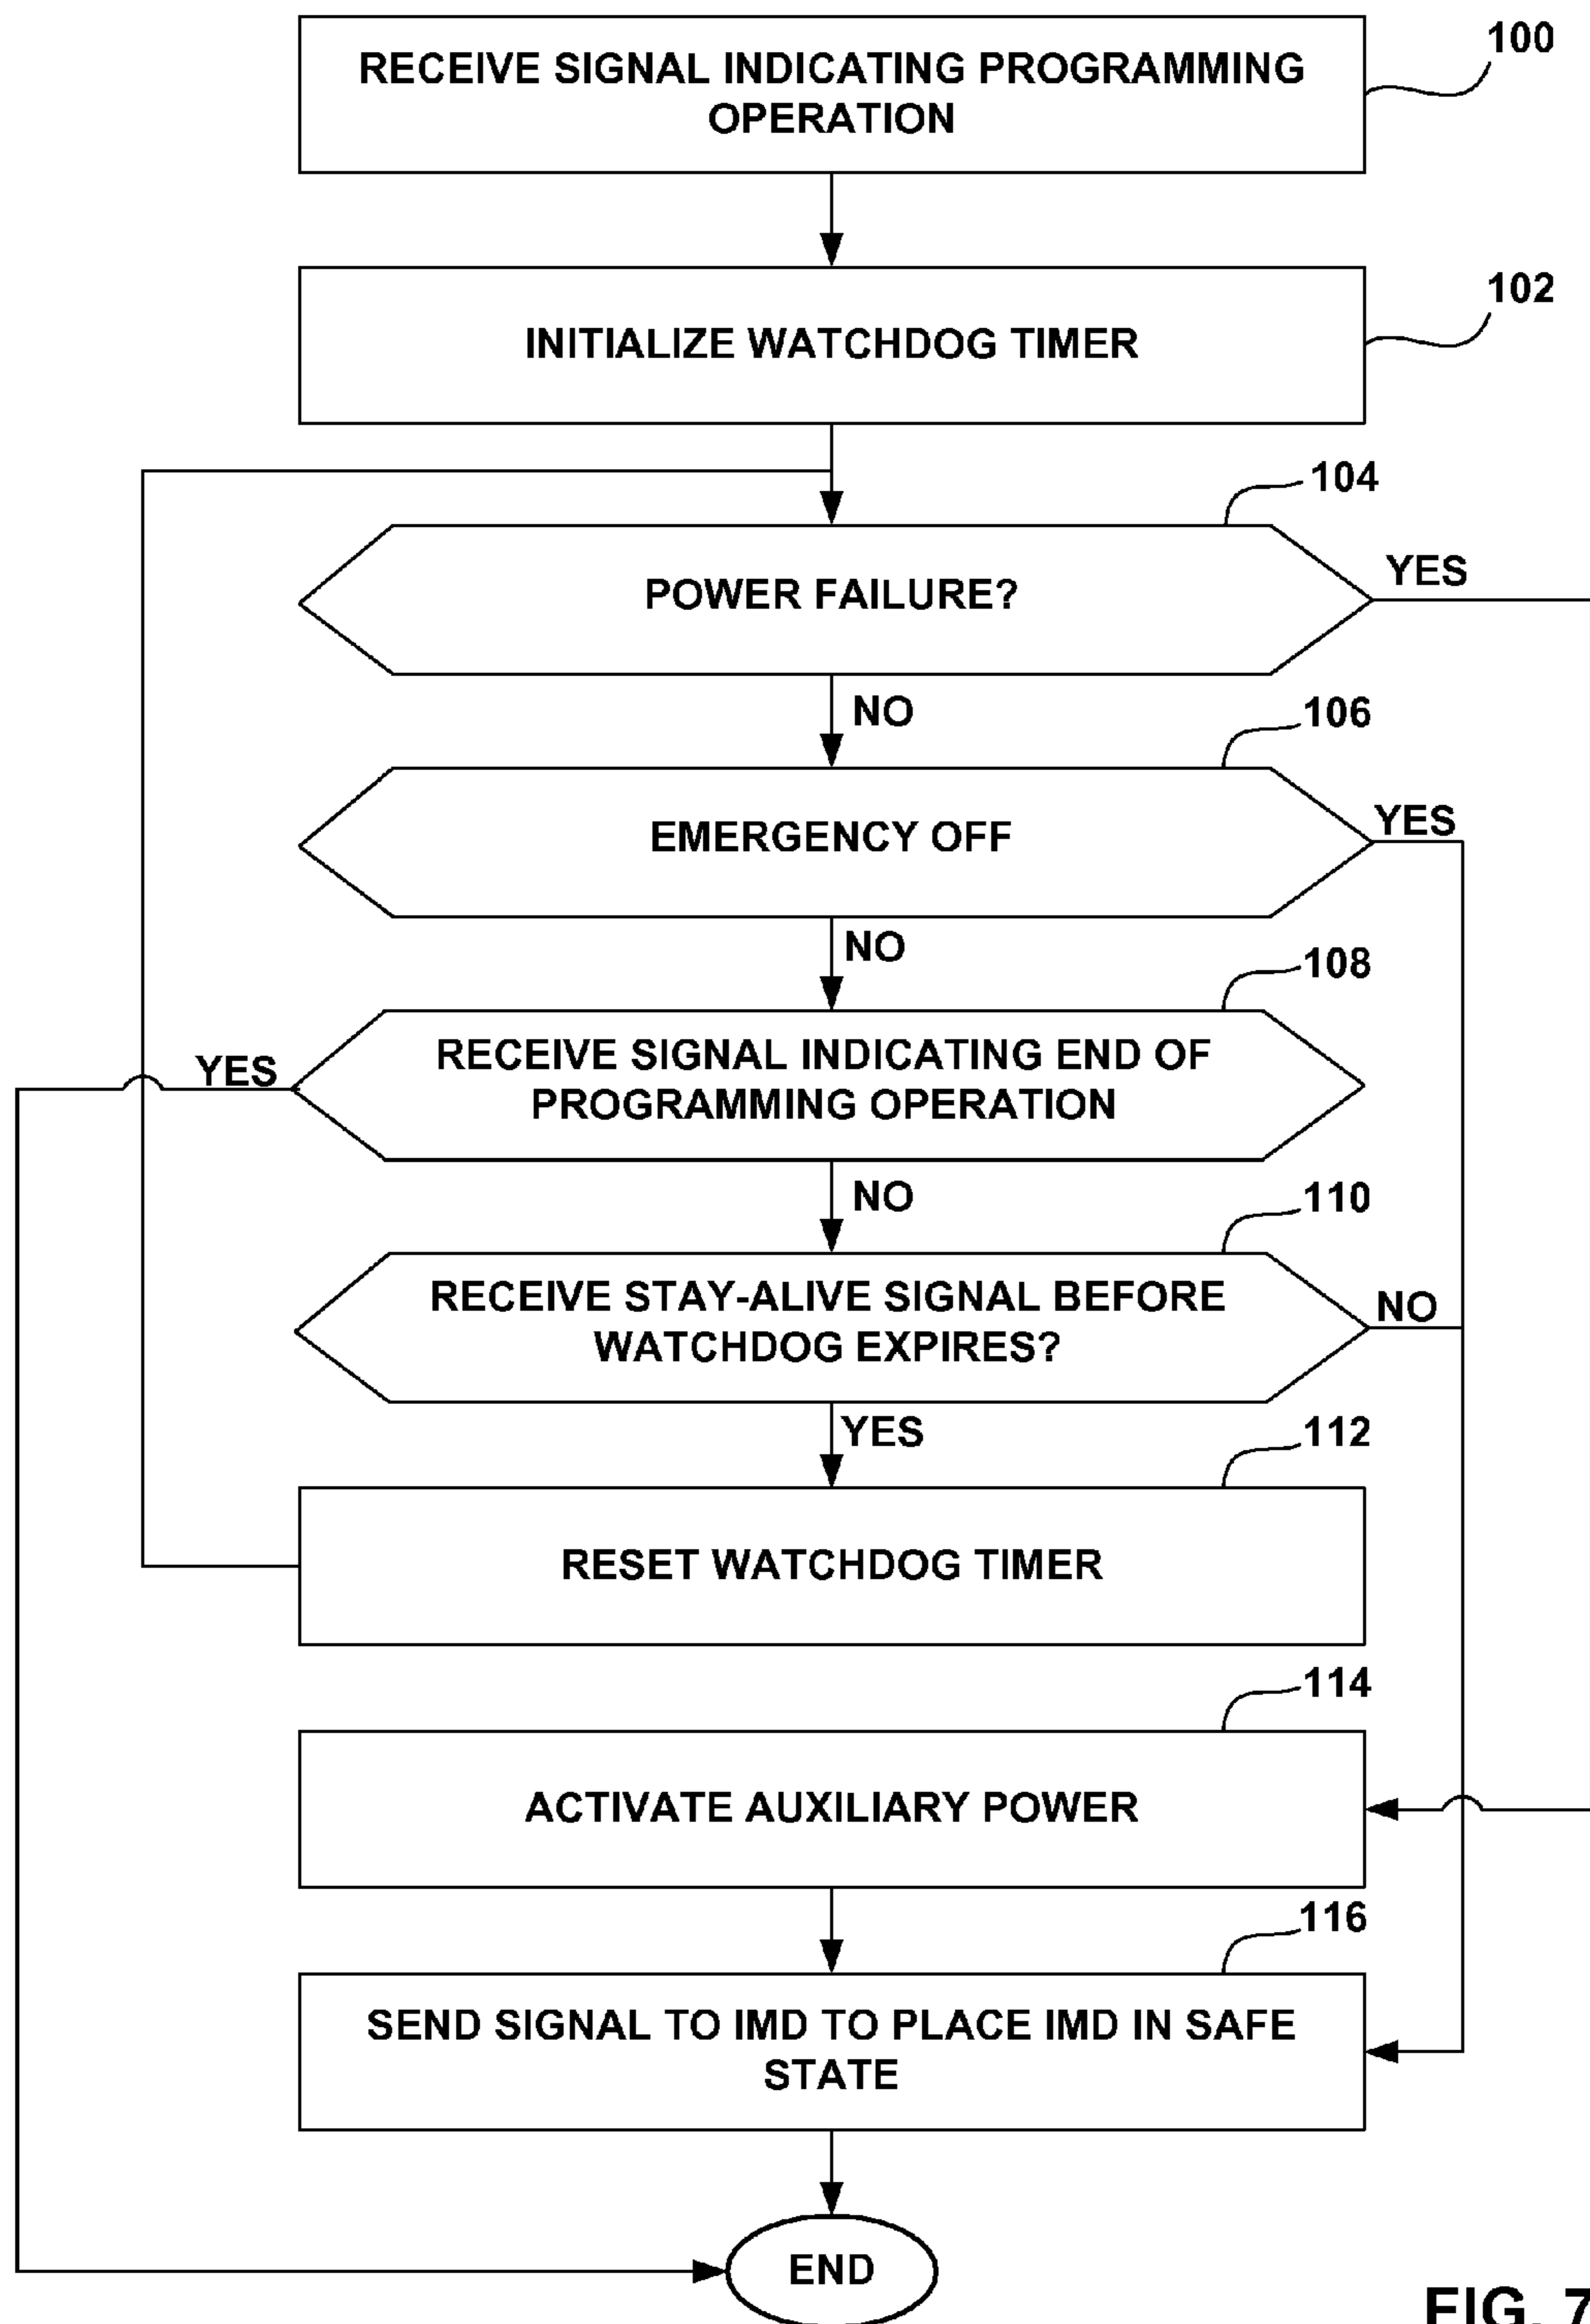 RECEIVE SIGNAL INDICATING PROGRAMMING
OPERATION
100
INITIALIZE WATCHDOG TIMER
102
104
POWER FAILURE?
YES
NO
106
EMERGENCY OFF
YES
NO
108
RECEIVE SIGNAL INDICATING END OF
PROGRAMMING OPERATION
YES
NO
110
RECEIVE STAY-ALIVE SIGNAL BEFORE
WATCHDOG EXPIRES?
NO
YES
112
RESET WATCHDOG TIMER
114
ACTIVATE AUXILIARY POWER
116
SEND SIGNAL TO IMD TO PLACE IMD IN SAFE
STATE
END
FIG. 7